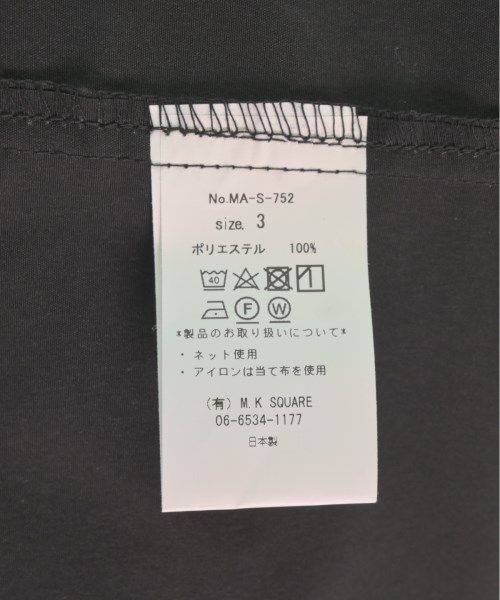 No.MA-S-752
size. 3
ポリエステル 100%
40
F W
*製品のお取り扱いについて*
・ネット使用
・アイロンは当て布を使用
(有) M.K SQUARE
06-6534-1177
日本製